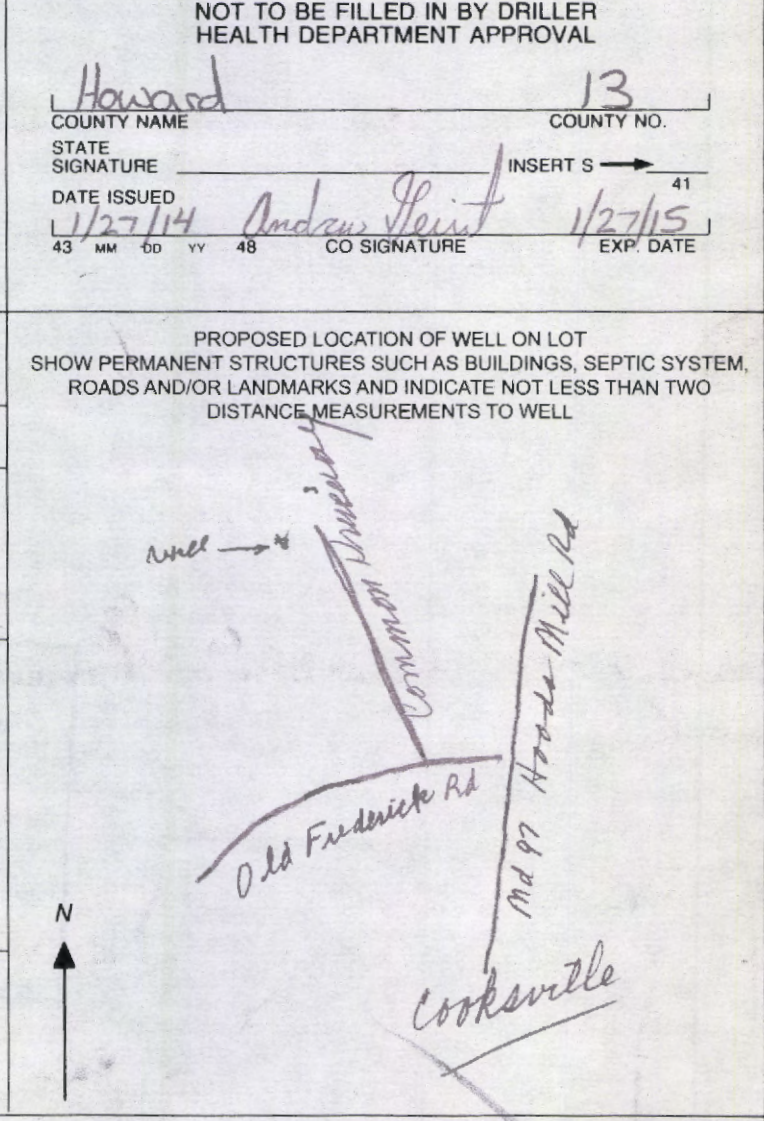 NOT TO BE FILLED IN BY DRILLER
HEALTH DEPARTMENT APPROVAL
Howard 13
COUNTY NAME COUNTY NO.
STATE
SIGNATURE INSERT S
41
DATE ISSUED
1/27/14 Andrew 1/27/15
43 MM DD YY 48 CO SIGNATURE EXP. DATE
PROPOSED LOCATION OF WELL ON LOT
SHOW PERMANENT STRUCTURES SUCH AS BUILDINGS, SEPTIC SYSTEM,
ROADS AND/OR LANDMARKS AND INDICATE NOT LESS THAN TWO
DISTANCE MEASUREMENTS TO WELL
Well
Common Driveway
Md 97 Hoods Mill Rd
Old Frederick Rd
N
Cooksville